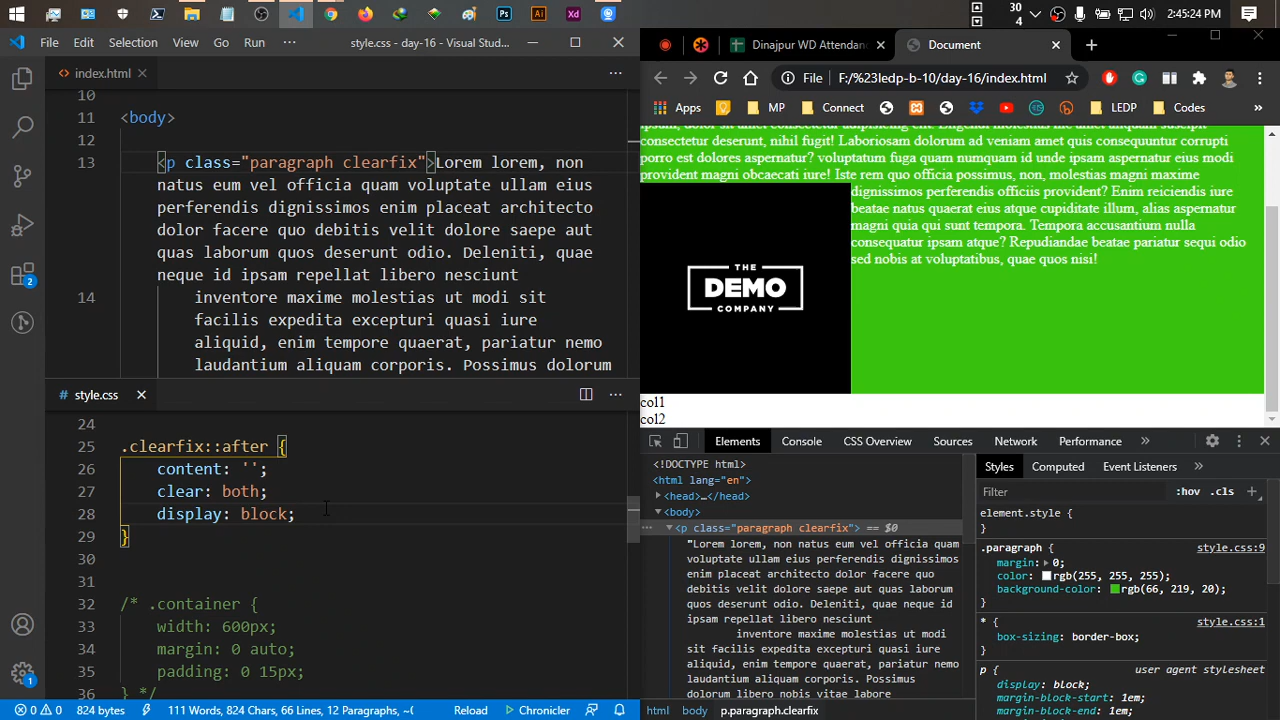 30
4
2:45:24 PM
File Edit Selection View Go Run ··· style.css - day-16 - Visual Stud...
index.html
10
11 <body>
12
13 <p class="paragraph clearfix">Lorem lorem, non
natus eum vel officia quam voluptate ullam eius
perferendis dignissimos enim placeat architecto
dolor facere quo debitis velit dolore saepe aut
quas laborum quos deserunt odio. Deleniti, quae
neque id ipsam repellat libero nesciunt
14 inventore maxime molestias ut modi sit
facilis expedita excepturi quasi iure
aliquid, enim tempore quaerat, pariatur nemo
laudantium aliquam corporis. Possimus dolorum
# style.css
24
25 .clearfix::after {
26 content: '';
27 clear: both;
28 display: block;
29 }
30
31
32 /* .container {
33 width: 600px;
34 margin: 0 auto;
35 padding: 0 15px;
36 } */
0 0 824 bytes 111 Words, 824 Chars, 66 Lines, 12 Paragraphs, ~( Reload Chronicler
Dinajpur WD Attendan Document
File F:/%23ledp-b-10/day-16/index.html
Apps MP Connect LEDP Codes »
ipsum, dolor sit amet consectetur adipisicing elit. Eligendi molestias hic amet aliquam suscipit
consectetur deserunt, nihil fugit! Laboriosam dolorum ad veniam amet quis consequuntur corrupti
porro est dolores aspernatur? voluptatum fuga quam numquam id unde ipsam aspernatur eius modi
provident magni obcaecati iure! Iste rem quo officia possimus, non, molestias magni maxime
dignissimos perferendis officiis provident? Enim reiciendis iure
beatae natus quaerat eius atque cupiditate illum, alias aspernatur
magni quia qui sunt tempora. Tempora accusantium nulla
consequatur ipsam atque? Repudiandae beatae pariatur sequi odio
sed nobis at voluptatibus, quae quos nisi!
THE
DEMO
COMPANY
col1
col2
Elements Console CSS Overview Sources Network Performance »
<!DOCTYPE html>
<html lang="en">
<head>…</head>
<body>
<p class="paragraph clearfix"> == $0
"Lorem lorem, non natus eum vel officia quam
voluptate ullam eius perferendis dignissimos
enim placeat architecto dolor facere quo
debitis velit dolore saepe aut quas laborum
quos deserunt odio. Deleniti, quae neque id
ipsam repellat libero nesciunt
inventore maxime molestias ut modi
sit facilis expedita excepturi quasi iure
aliquid, enim tempore quaerat, pariatur nemo
laudantium aliquam corporis. Possimus
dolorum nobis vitae labore
html body p.paragraph.clearfix
Styles Computed Event Listeners »
Filter :hov .cls +
element.style {
}
.paragraph { style.css:9
margin: 0;
color: rgb(255, 255, 255);
background-color: rgb(66, 219, 20);
}
* { style.css:1
box-sizing: border-box;
}
p { user agent stylesheet
display: block;
margin-block-start: 1em;
margin-block-end: 1em;